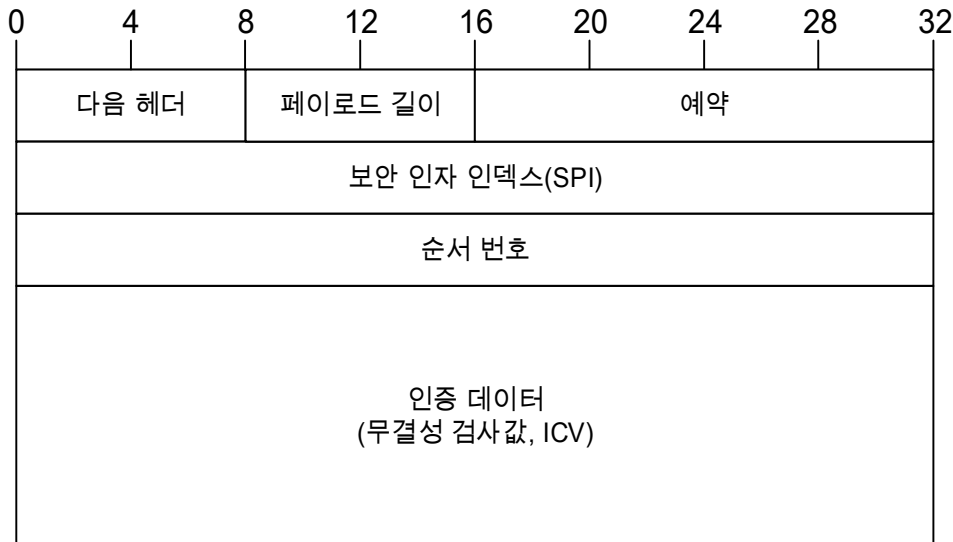 0 4 8 12 16 20 24 28 32
다음 헤더 페이로드 길이 예약
보안 인자 인덱스(SPI)
순서 번호
인증 데이터
(무결성 검사값, ICV)